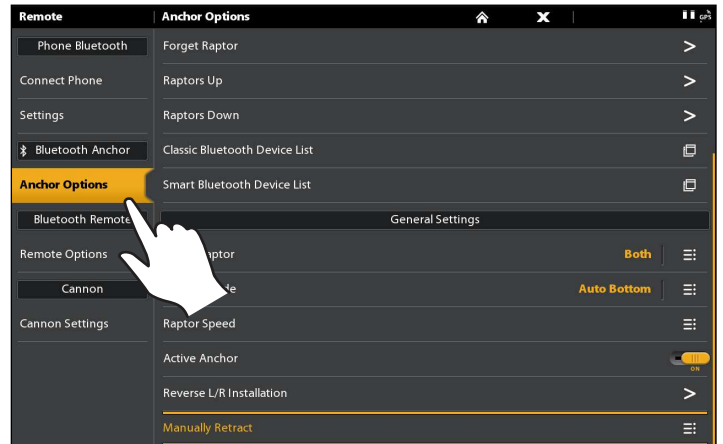 Remote
Anchor Options
X
GPS
Phone Bluetooth
Forget Raptor
Connect Phone
Raptors Up
Settings
Raptors Down
Bluetooth Anchor
Classic Bluetooth Device List
Anchor Options
Smart Bluetooth Device List
Bluetooth Remote
General Settings
Remote Options
Both
Cannon
Auto Bottom
Cannon Settings
Raptor Speed
Active Anchor
ON
Reverse L/R Installation
Manually Retract